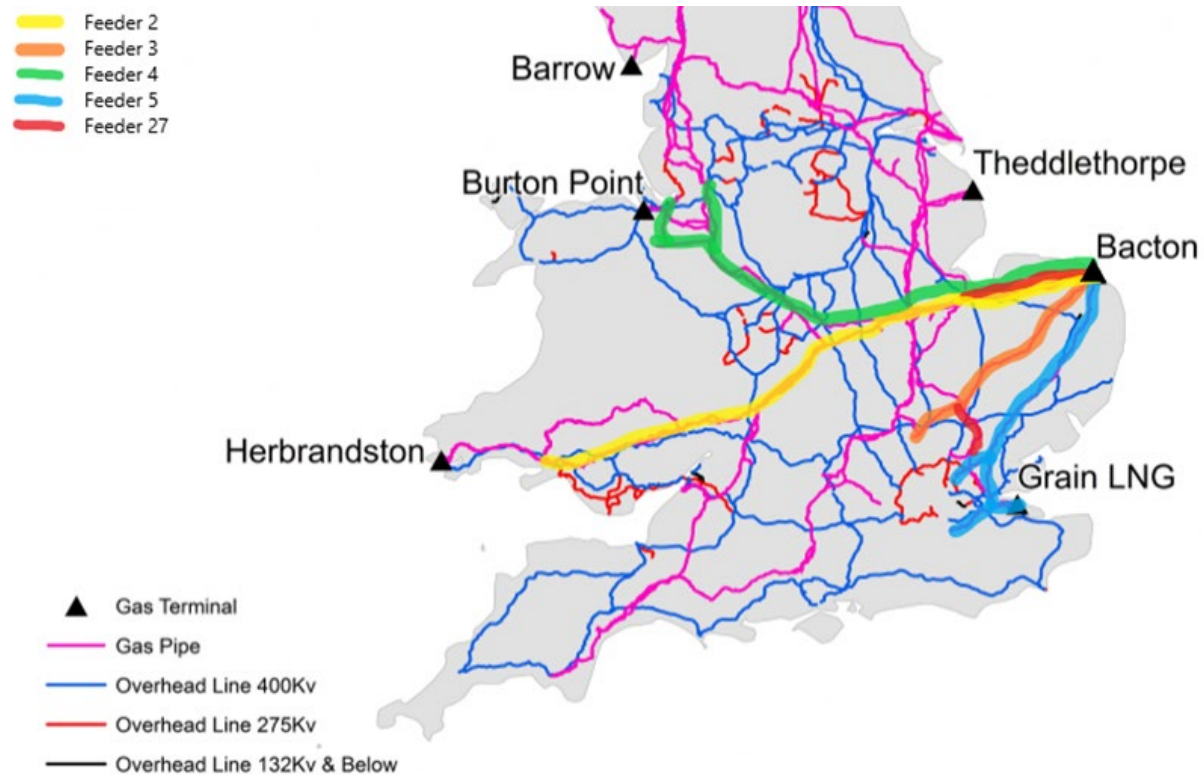 Feeder 2
Feeder 3
Feeder 4
Feeder 5
Feeder 27
Barrow
Theddlethorpe
Burton Point
Bacton
Herbrandston
Grain LNG
Gas Terminal
Gas Pipe
Overhead Line 400Kv
Overhead Line 275Kv
Overhead Line 132Kv & Below